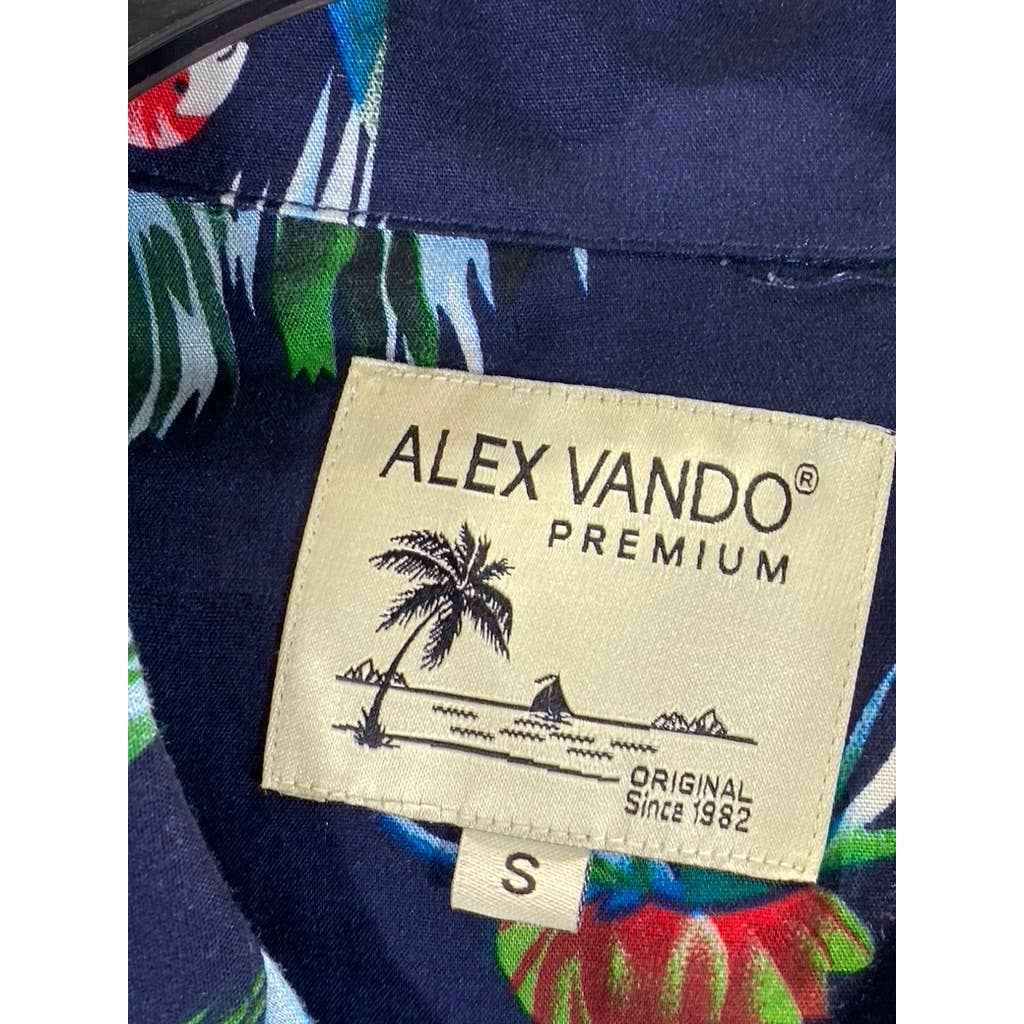 ALEX VANDO®
PREMIUM
ORIGINAL
Since 1982
S